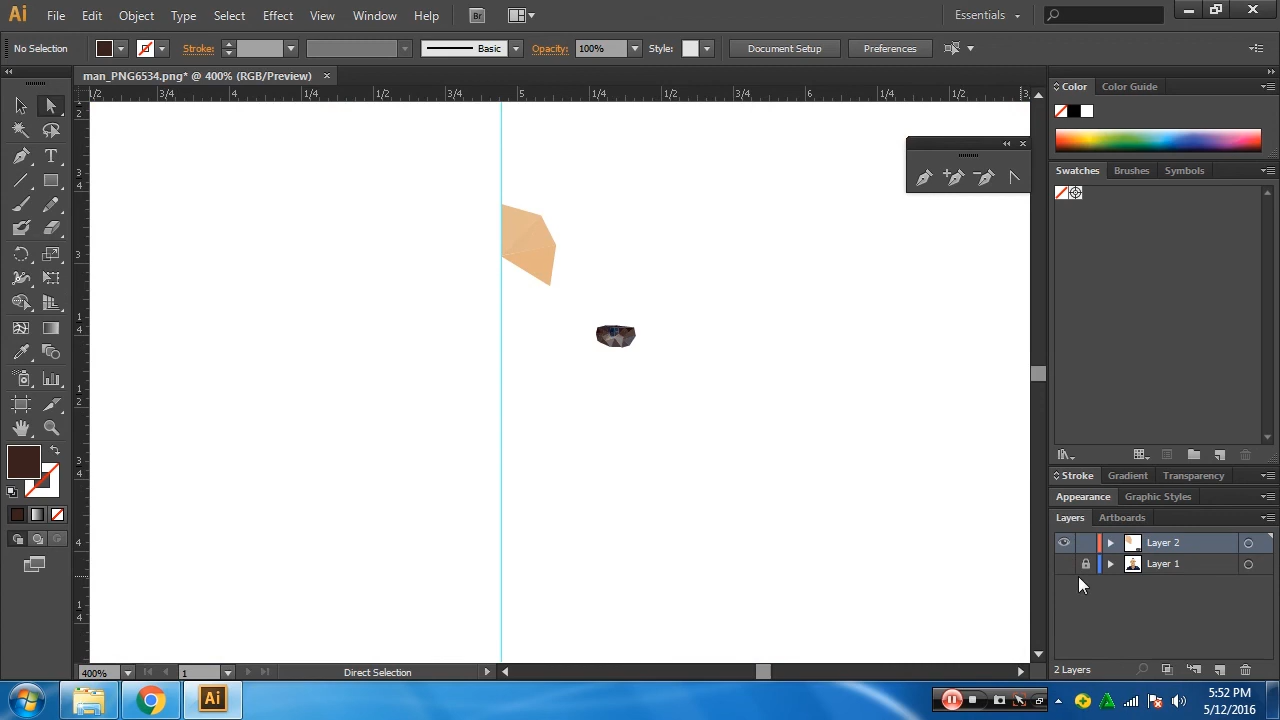 Ai File Edit Object Type Select Effect View Window Help Br Essentials
No Selection Stroke: Basic Opacity: 100% Style: Document Setup Preferences
man_PNG6534.png* @ 400% (RGB/Preview) ×
1/2 3/4 4 1/4 1/2 3/4 5 1/4 1/2 3/4 6 1/4 1/2 3
Color Color Guide
Swatches Brushes Symbols
Stroke Gradient Transparency
Appearance Graphic Styles
Layers Artboards
Layer 2
Layer 1
2 Layers
400% 1 Direct Selection
Ai 5:52 PM
5/12/2016